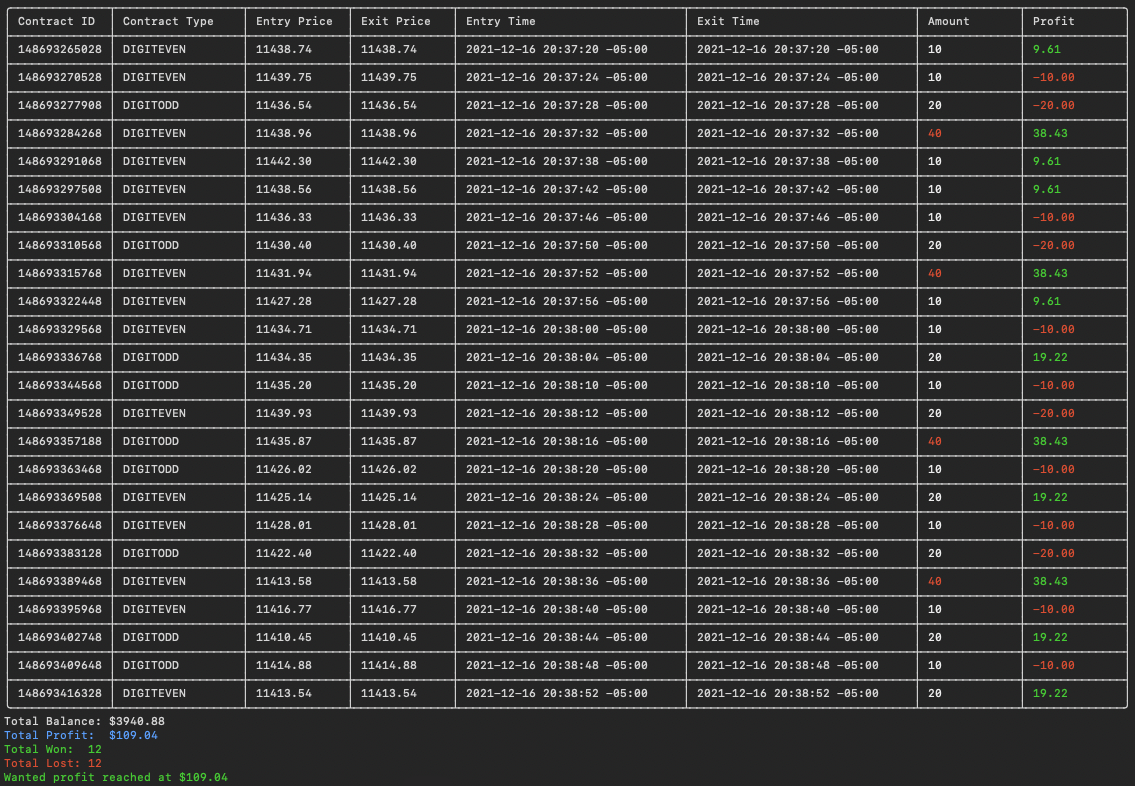 Contract ID Contract Type Entry Price Exit Price Entry Time Exit Time Amount Profit
148693265028 DIGITEVEN 11438.74 11438.74 2021-12-16 20:37:20 -05:00 2021-12-16 20:37:20 -05:00 10 9.61
148693270528 DIGITEVEN 11439.75 11439.75 2021-12-16 20:37:24 -05:00 2021-12-16 20:37:24 -05:00 10 -10.00
148693277908 DIGITODD 11436.54 11436.54 2021-12-16 20:37:28 -05:00 2021-12-16 20:37:28 -05:00 20 -20.00
148693284268 DIGITEVEN 11438.96 11438.96 2021-12-16 20:37:32 -05:00 2021-12-16 20:37:32 -05:00 40 38.43
148693291068 DIGITEVEN 11442.30 11442.30 2021-12-16 20:37:38 -05:00 2021-12-16 20:37:38 -05:00 10 9.61
148693297508 DIGITEVEN 11438.56 11438.56 2021-12-16 20:37:42 -05:00 2021-12-16 20:37:42 -05:00 10 9.61
148693304168 DIGITEVEN 11436.33 11436.33 2021-12-16 20:37:46 -05:00 2021-12-16 20:37:46 -05:00 10 -10.00
148693310568 DIGITODD 11430.40 11430.40 2021-12-16 20:37:50 -05:00 2021-12-16 20:37:50 -05:00 20 -20.00
148693315768 DIGITEVEN 11431.94 11431.94 2021-12-16 20:37:52 -05:00 2021-12-16 20:37:52 -05:00 40 38.43
148693322448 DIGITEVEN 11427.28 11427.28 2021-12-16 20:37:56 -05:00 2021-12-16 20:37:56 -05:00 10 9.61
148693329568 DIGITEVEN 11434.71 11434.71 2021-12-16 20:38:00 -05:00 2021-12-16 20:38:00 -05:00 10 -10.00
148693336768 DIGITODD 11434.35 11434.35 2021-12-16 20:38:04 -05:00 2021-12-16 20:38:04 -05:00 20 19.22
148693344568 DIGITODD 11435.20 11435.20 2021-12-16 20:38:10 -05:00 2021-12-16 20:38:10 -05:00 10 -10.00
148693349528 DIGITEVEN 11439.93 11439.93 2021-12-16 20:38:12 -05:00 2021-12-16 20:38:12 -05:00 20 -20.00
148693357188 DIGITODD 11435.87 11435.87 2021-12-16 20:38:16 -05:00 2021-12-16 20:38:16 -05:00 40 38.43
148693363468 DIGITODD 11426.02 11426.02 2021-12-16 20:38:20 -05:00 2021-12-16 20:38:20 -05:00 10 -10.00
148693369508 DIGITEVEN 11425.14 11425.14 2021-12-16 20:38:24 -05:00 2021-12-16 20:38:24 -05:00 20 19.22
148693376648 DIGITEVEN 11428.01 11428.01 2021-12-16 20:38:28 -05:00 2021-12-16 20:38:28 -05:00 10 -10.00
148693383128 DIGITODD 11422.40 11422.40 2021-12-16 20:38:32 -05:00 2021-12-16 20:38:32 -05:00 20 -20.00
148693389468 DIGITEVEN 11413.58 11413.58 2021-12-16 20:38:36 -05:00 2021-12-16 20:38:36 -05:00 40 38.43
148693395968 DIGITEVEN 11416.77 11416.77 2021-12-16 20:38:40 -05:00 2021-12-16 20:38:40 -05:00 10 -10.00
148693402748 DIGITODD 11410.45 11410.45 2021-12-16 20:38:44 -05:00 2021-12-16 20:38:44 -05:00 20 19.22
148693409648 DIGITODD 11414.88 11414.88 2021-12-16 20:38:48 -05:00 2021-12-16 20:38:48 -05:00 10 -10.00
148693416328 DIGITEVEN 11413.54 11413.54 2021-12-16 20:38:52 -05:00 2021-12-16 20:38:52 -05:00 20 19.22
Total Balance: $3940.88
Total Profit: $109.04
Total Won: 12
Total Lost: 12
Wanted profit reached at $109.04